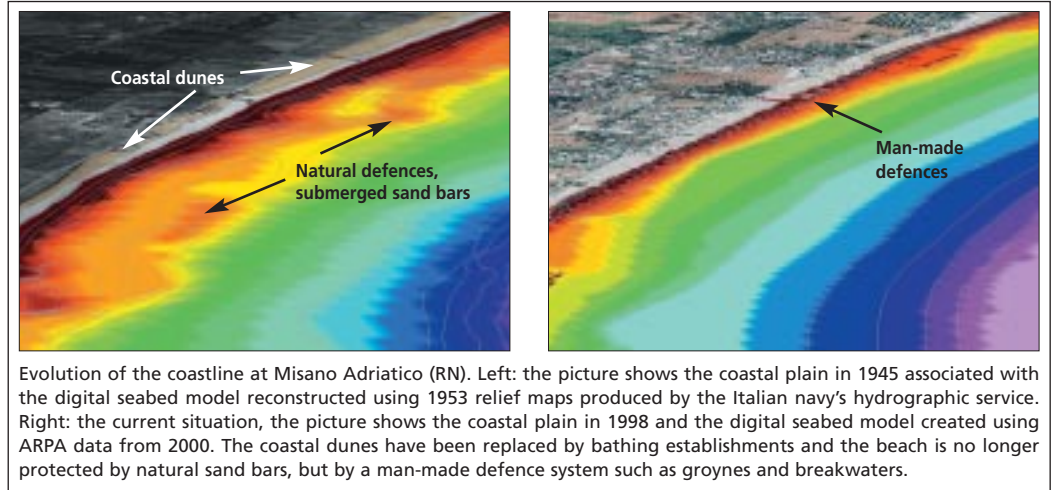 Coastal dunes
Natural defences,
submerged sand bars
Man-made
defences
Evolution of the coastline at Misano Adriatico (RN). Left: the picture shows the coastal plain in 1945 associated with
the digital seabed model reconstructed using 1953 relief maps produced by the Italian navy's hydrographic service.
Right: the current situation, the picture shows the coastal plain in 1998 and the digital seabed model created using
ARPA data from 2000. The coastal dunes have been replaced by bathing establishments and the beach is no longer
protected by natural sand bars, but by a man-made defence system such as groynes and breakwaters.